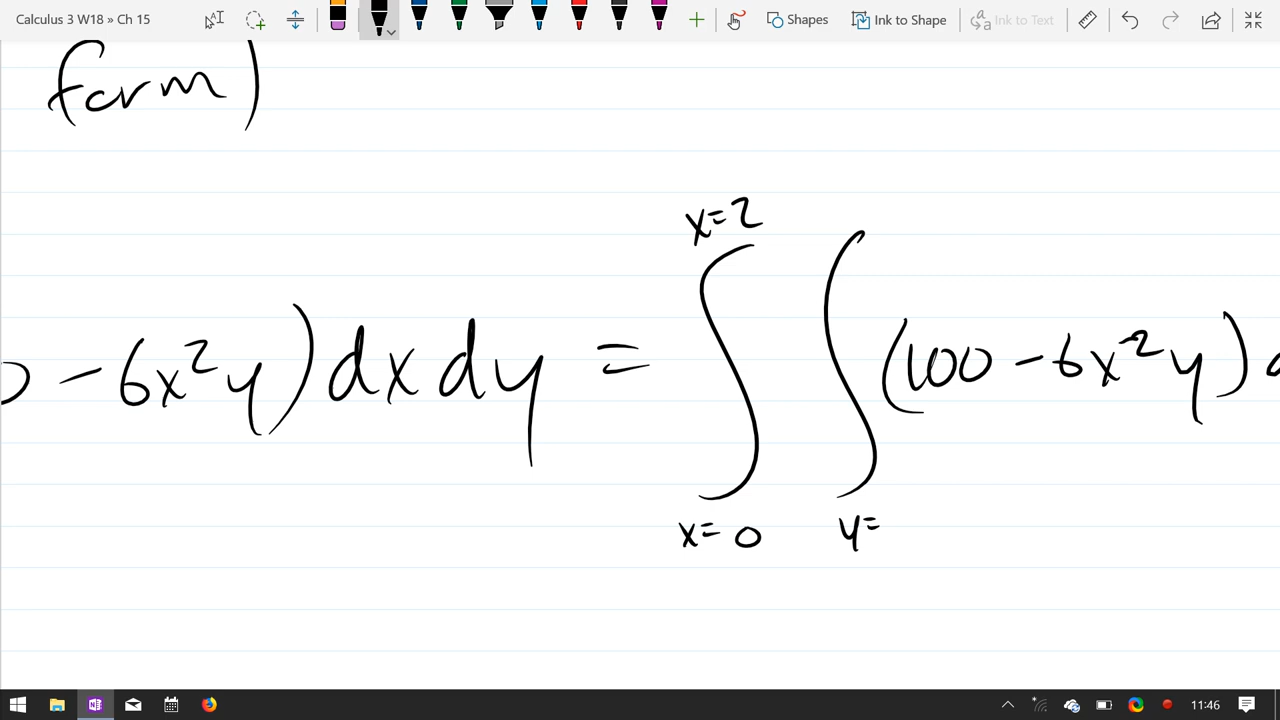 Calculus 3 W18 » Ch 15
Shapes
Ink to Shape
Ink to Text
form)
x=2
- 6x²y) dx dy = ∫ ∫ (100 - 6x²y)
x=0 y=
11:46